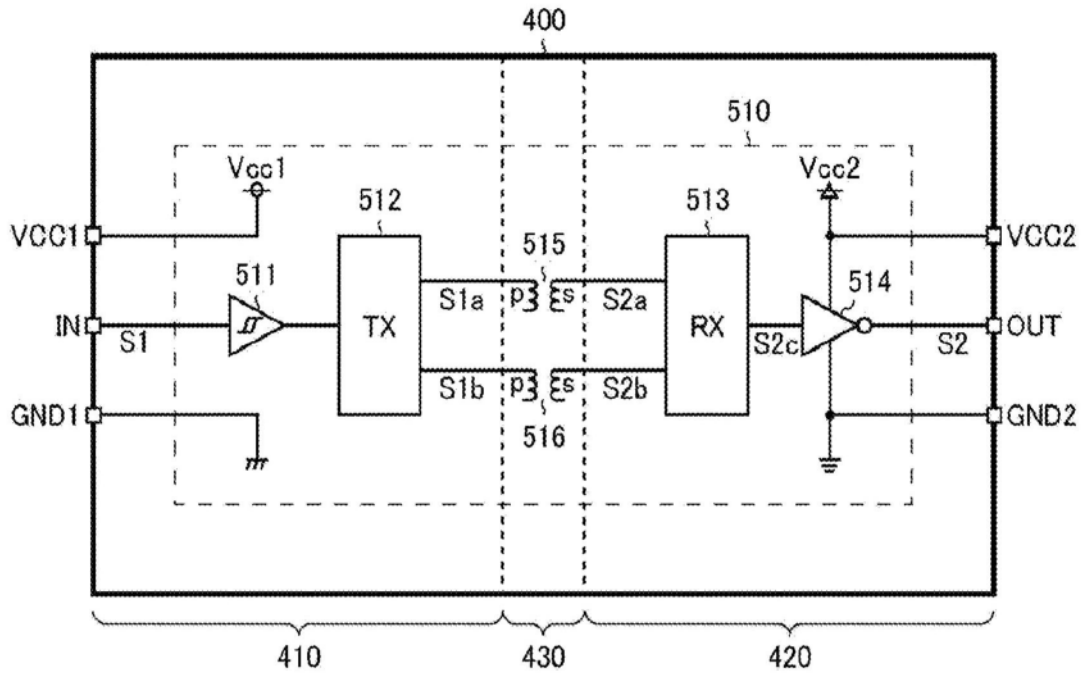 400
510
Vcc1
Vcc2
512
513
VCC1
VCC2
515
511
514
S1a
p
s
S2a
IN
S1
TX
RX
S2c
S2
OUT
S1b
p
s
S2b
GND1
GND2
516
410
430
420